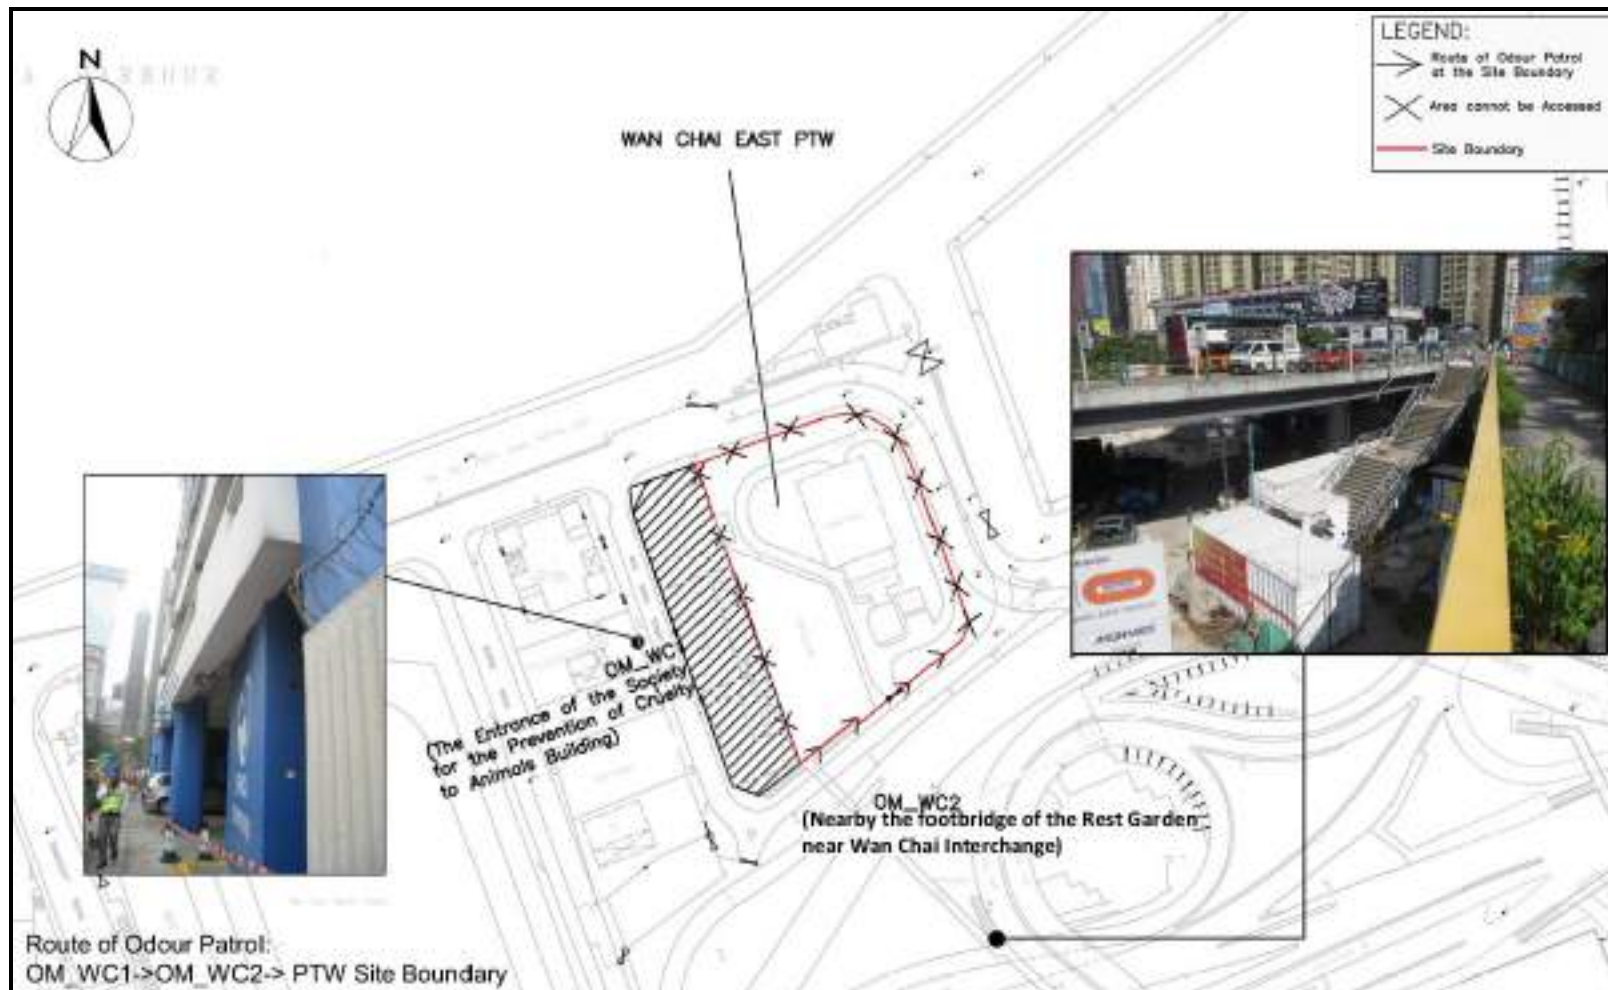 N
WAN CHAI EAST PTW
LEGEND:
Route of Odour Patrol
at the Site Boundary
Area cannot be Accessed
Site Boundary
OM_WC
(The Entrance of the Society
for the Prevention of Cruelty
to Animals Building)
OM_WC2
(Nearby the footbridge of the Rest Garden
near Wan Chai Interchange)
Route of Odour Patrol:
OM_WC1->OM_WC2-> PTW Site Boundary